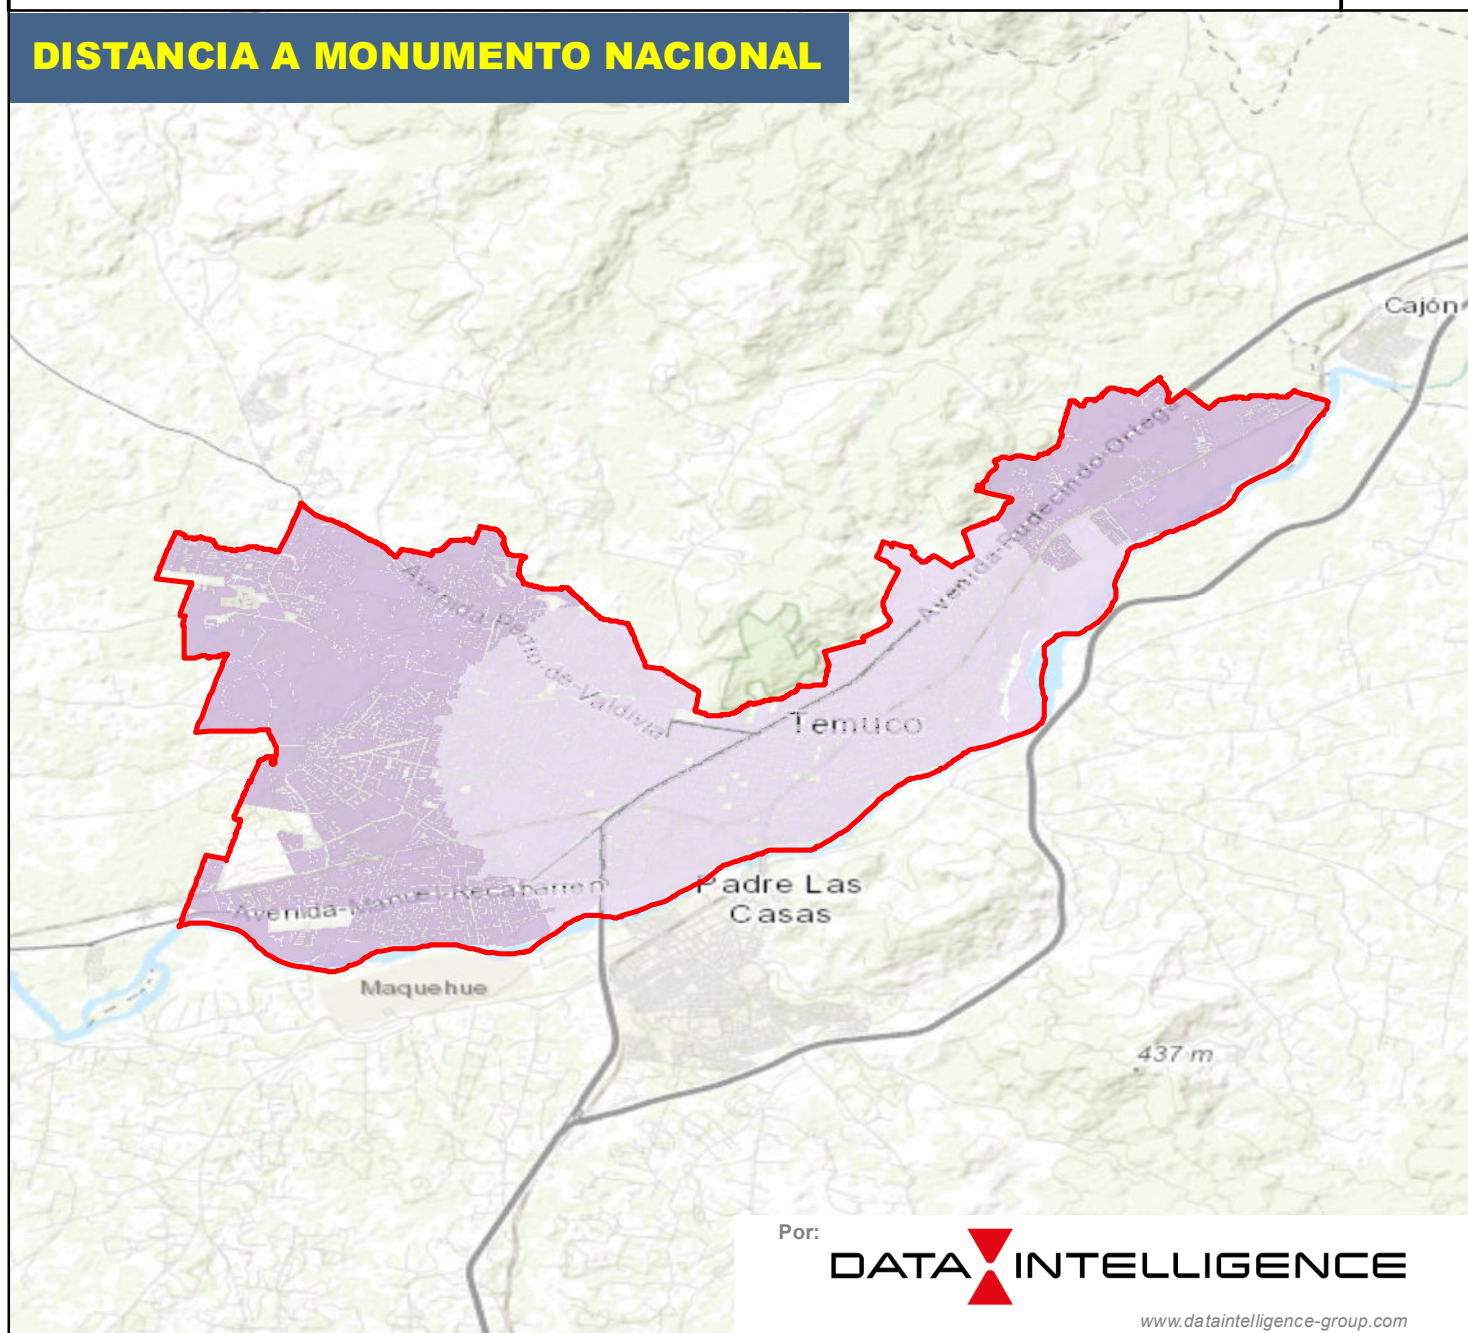 DISTANCIA A MONUMENTO NACIONAL
Cajón
Avenida-Rudecindo-Ortega
Avenida-Pedro-de-Valdivia
Temuco
Padre Las
Casas
Avenida-Manuel-Recabarren
Maquehue
437 m
Por:
DATA INTELLIGENCE
www.dataintelligence-group.com